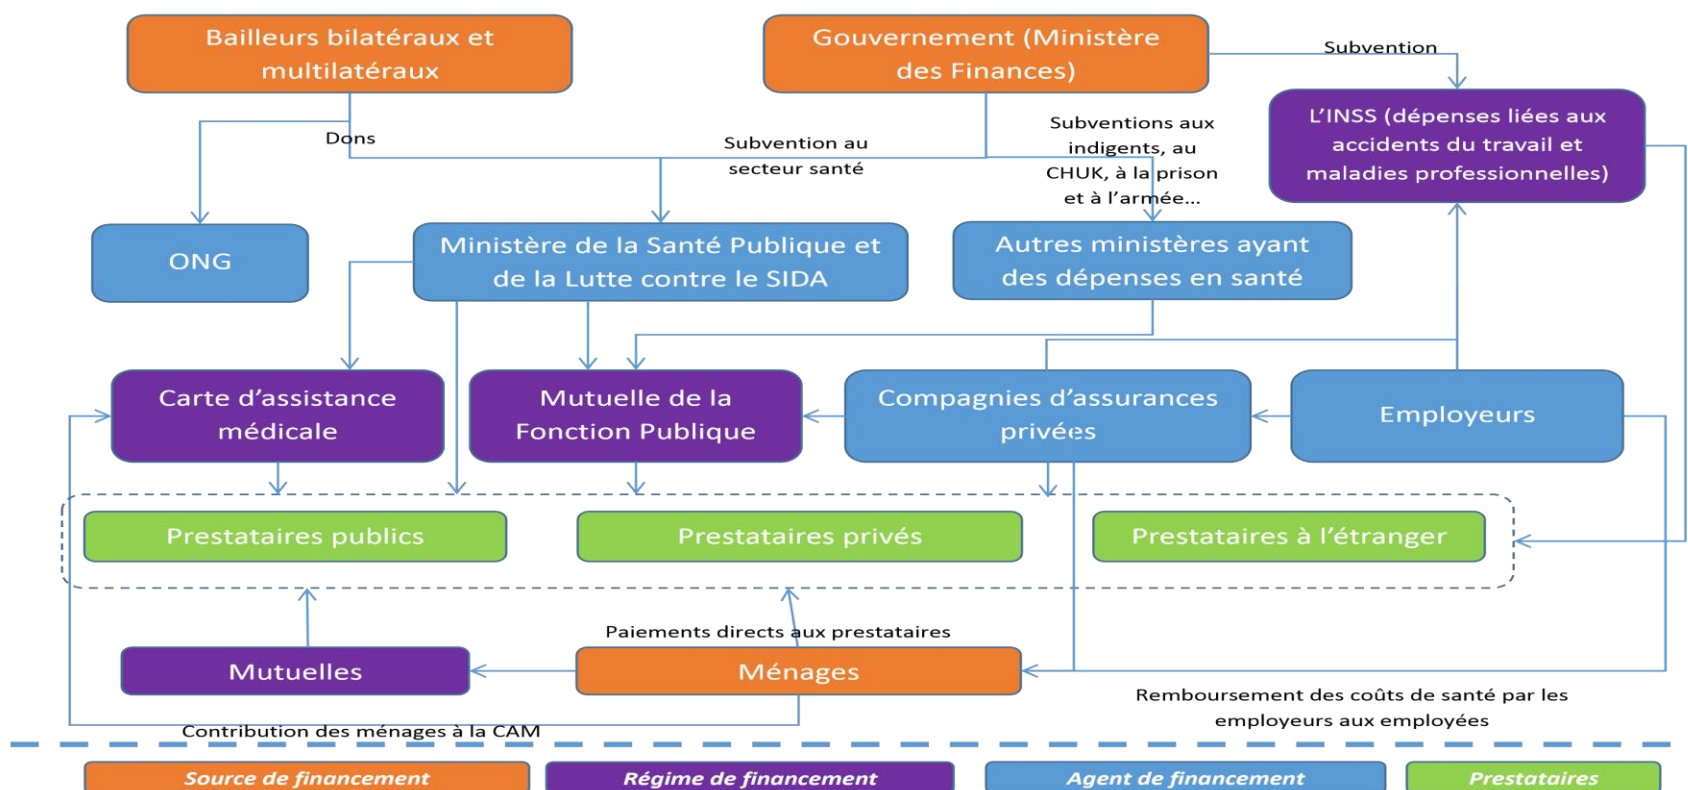 Bailleurs bilatéraux et
multilatéraux
Gouvernement (Ministère
des Finances)
Subvention
L’INSS (dépenses liées aux
accidents du travail et
maladies professionnelles)
Dons
Subvention au
secteur santé
Subventions aux
indigents, au
CHUK, à la prison
et à l’armée...
ONG
Ministère de la Santé Publique et
de la Lutte contre le SIDA
Autres ministères ayant
des dépenses en santé
Carte d’assistance
médicale
Mutuelle de la
Fonction Publique
Compagnies d’assurances
privées
Employeurs
Prestataires publics
Prestataires privés
Prestataires à l’étranger
Paiements directs aux prestataires
Mutuelles
Ménages
Remboursement des coûts de santé par les
employeurs aux employées
Contribution des ménages à la CAM
Source de financement
Régime de financement
Agent de financement
Prestataires